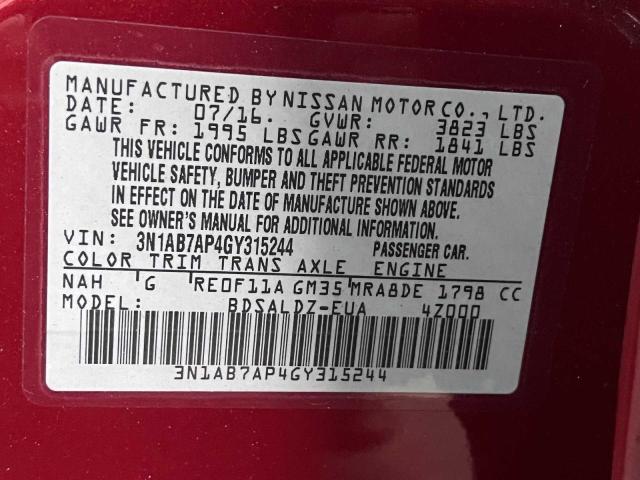 MANUFACTURED BY NISSAN MOTOR CO., LTD.
DATE: 07/16. GVWR: 3823 LBS
GAWR FR: 1995 LBS GAWR RR: 1841 LBS
THIS VEHICLE CONFORMS TO ALL APPLICABLE FEDERAL MOTOR
VEHICLE SAFETY, BUMPER AND THEFT PREVENTION STANDARDS
IN EFFECT ON THE DATE OF MANUFACTURE SHOWN ABOVE.
SEE OWNER'S MANUAL FOR ADDITIONAL INFORMATION.
VIN: 3N1AB7AP4GY315244 PASSENGER CAR.
COLOR TRIM TRANS AXLE ENGINE
NAH G RE0F11A GM35 MRA8DE 1798 CC
MODEL: BDSALDZ-EUA 4Z000
3N1AB7AP4GY315244